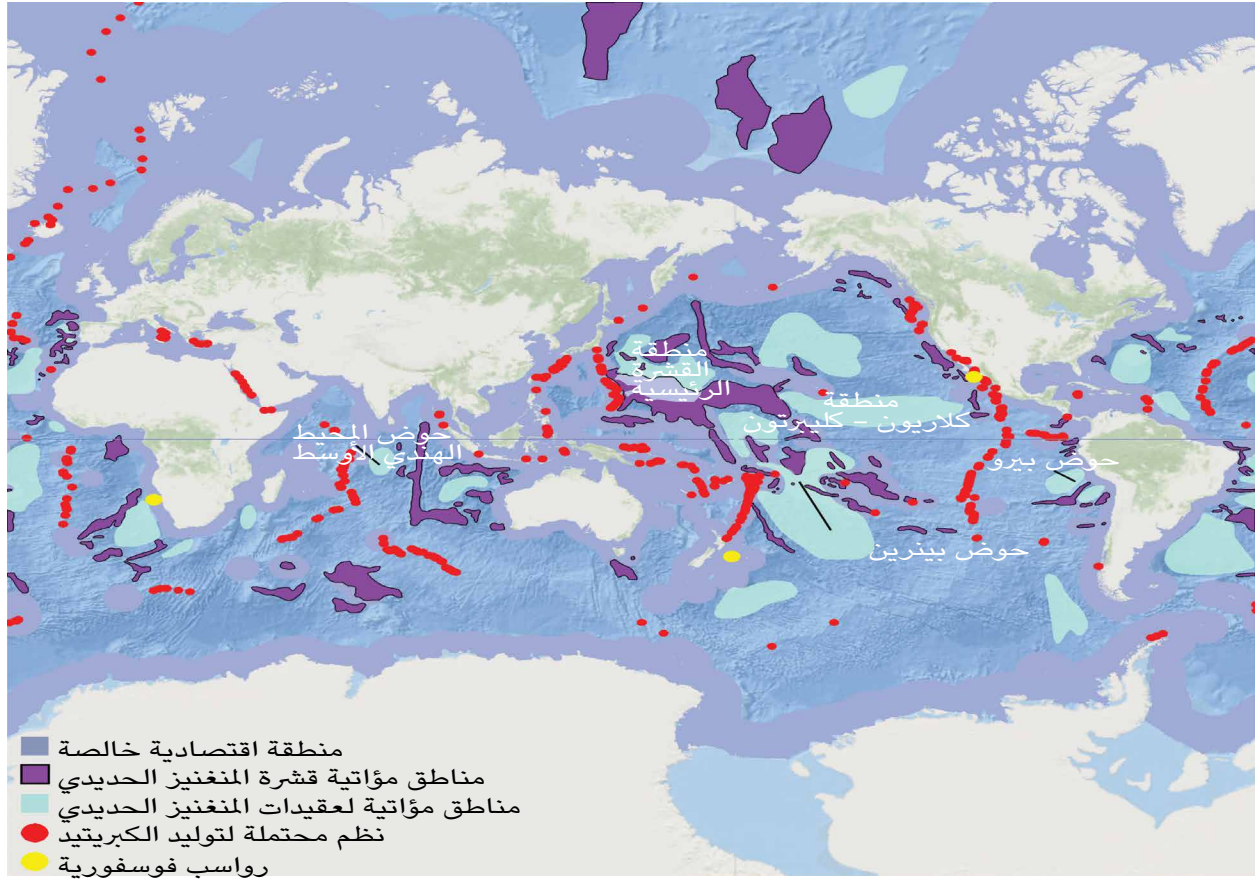 منطقة
القشرة
الرئيسية
منطقة
كلاريون – كليبرتون
حوض المحيط
الهندي الأوسط
حوض بيرو
حوض بينرين
منطقة اقتصادية خالصة
مناطق مؤاتية قشرة المنغنيز الحديدي
مناطق مؤاتية لعقيدات المنغنيز الحديدي
نظم محتملة لتوليد الكبريتيد
رواسب فوسفورية